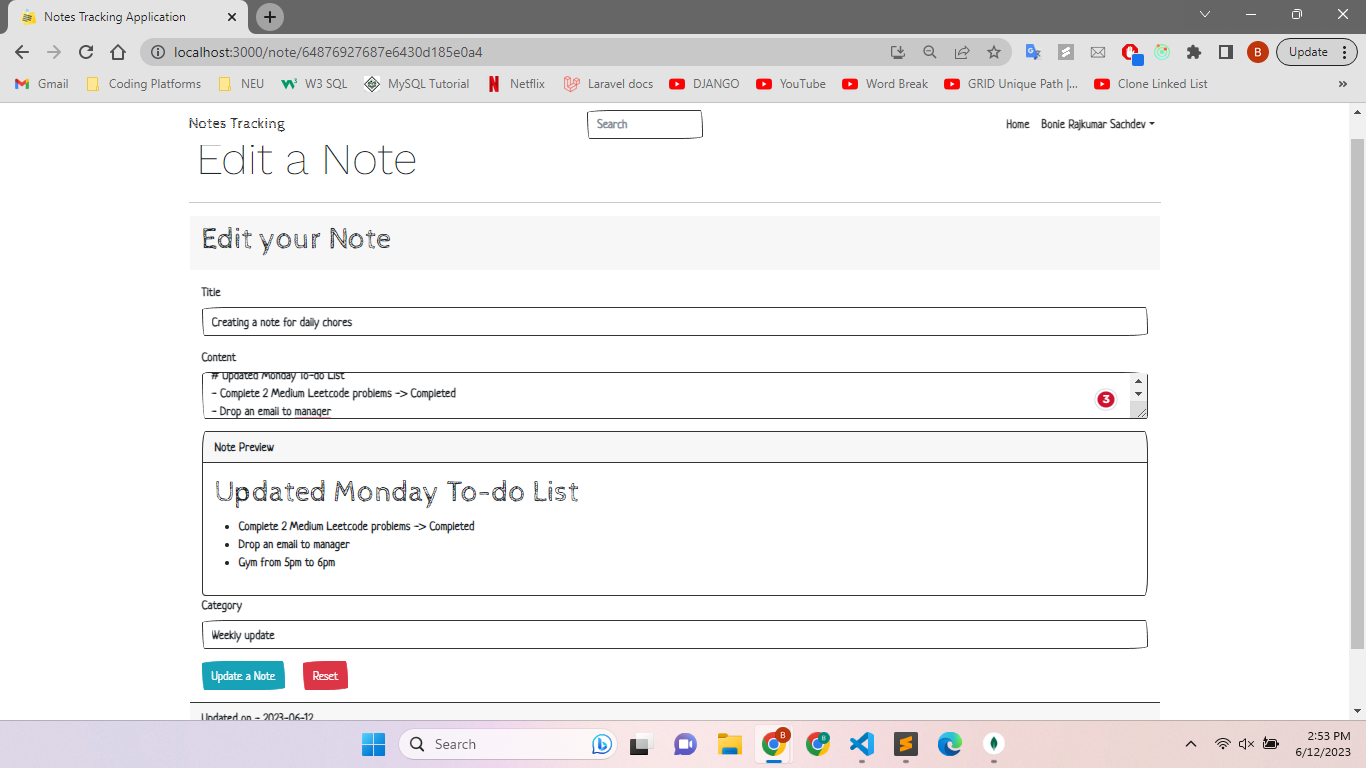 Notes Tracking Application
localhost:3000/note/64876927687e6430d185e0a4
B
Update
Gmail
Coding Platforms
NEU
W3 SQL
MySQL Tutorial
Netflix
Laravel docs
DJANGO
YouTube
Word Break
GRID Unique Path |...
Clone Linked List
»
Notes Tracking
Search
Home
Bonie Rajkumar Sachdev
Edit a Note
Edit your Note
Title
Creating a note for daily chores
Content
# Updated Monday To-do List
- Complete 2 Medium Leetcode problems -> Completed
- Drop an email to manager
3
Note Preview
Updated Monday To-do List
• Complete 2 Medium Leetcode problems -> Completed
• Drop an email to manager
• Gym from 5pm to 6pm
Category
Weekly update
Update a Note
Reset
Updated on - 2023-06-12
Search
B
B
2:53 PM
6/12/2023